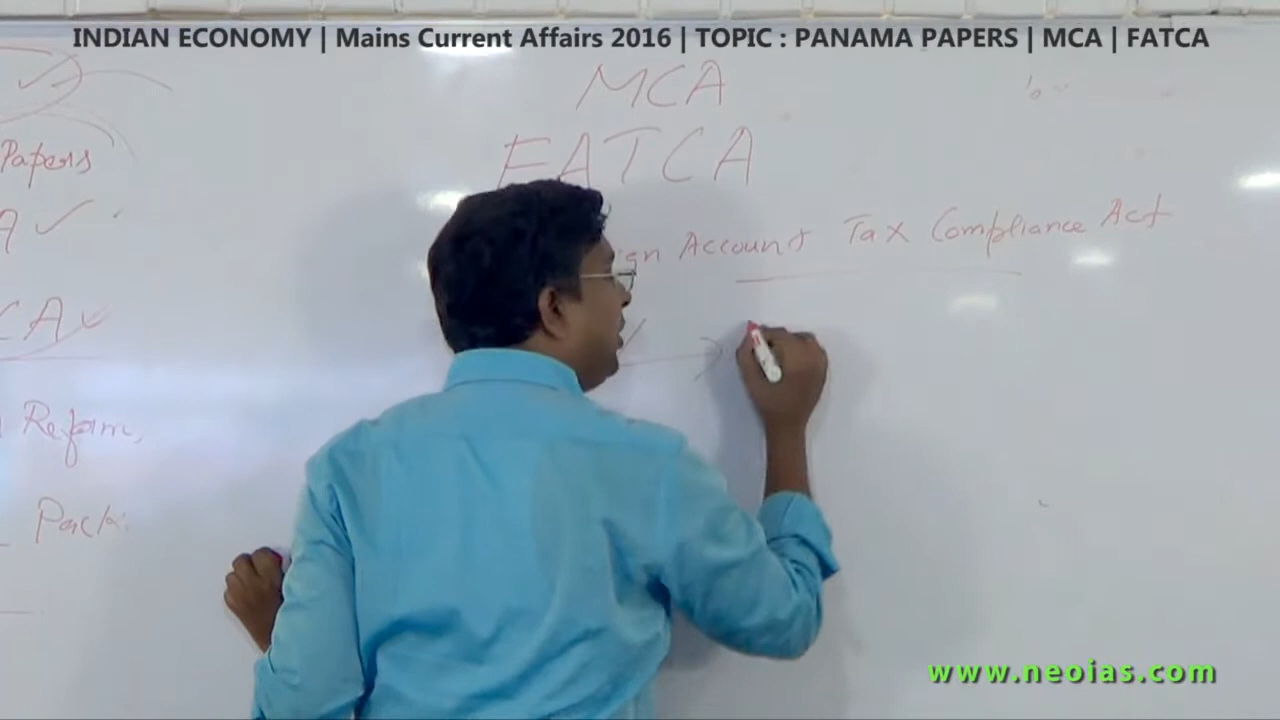 INDIAN ECONOMY | Mains Current Affairs 2016 | TOPIC : PANAMA PAPERS | MCA | FATCA
MCA
FATCA
Papers
Account Tax Compliance Act
CA
Reform,
www.neoias.com